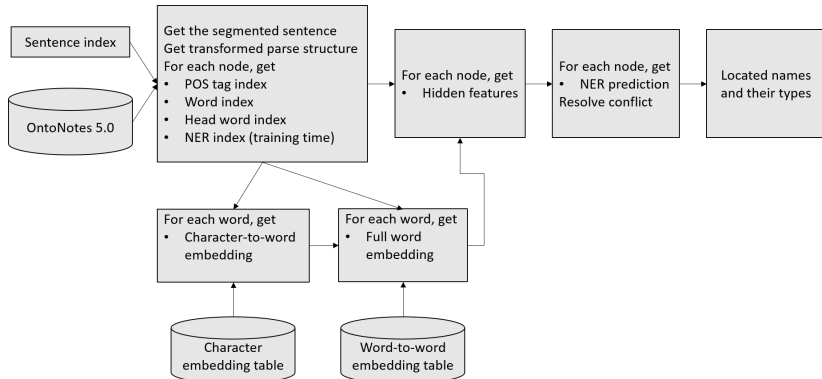 Sentence index
OntoNotes 5.0
Get the segmented sentence
Get transformed parse structure
For each node, get
• POS tag index
• Word index
• Head word index
• NER index (training time)
For each node, get
• Hidden features
For each node, get
• NER prediction
Resolve conflict
Located names
and their types
For each word, get
• Character-to-word
embedding
For each word, get
• Full word
embedding
Character
embedding table
Word-to-word
embedding table